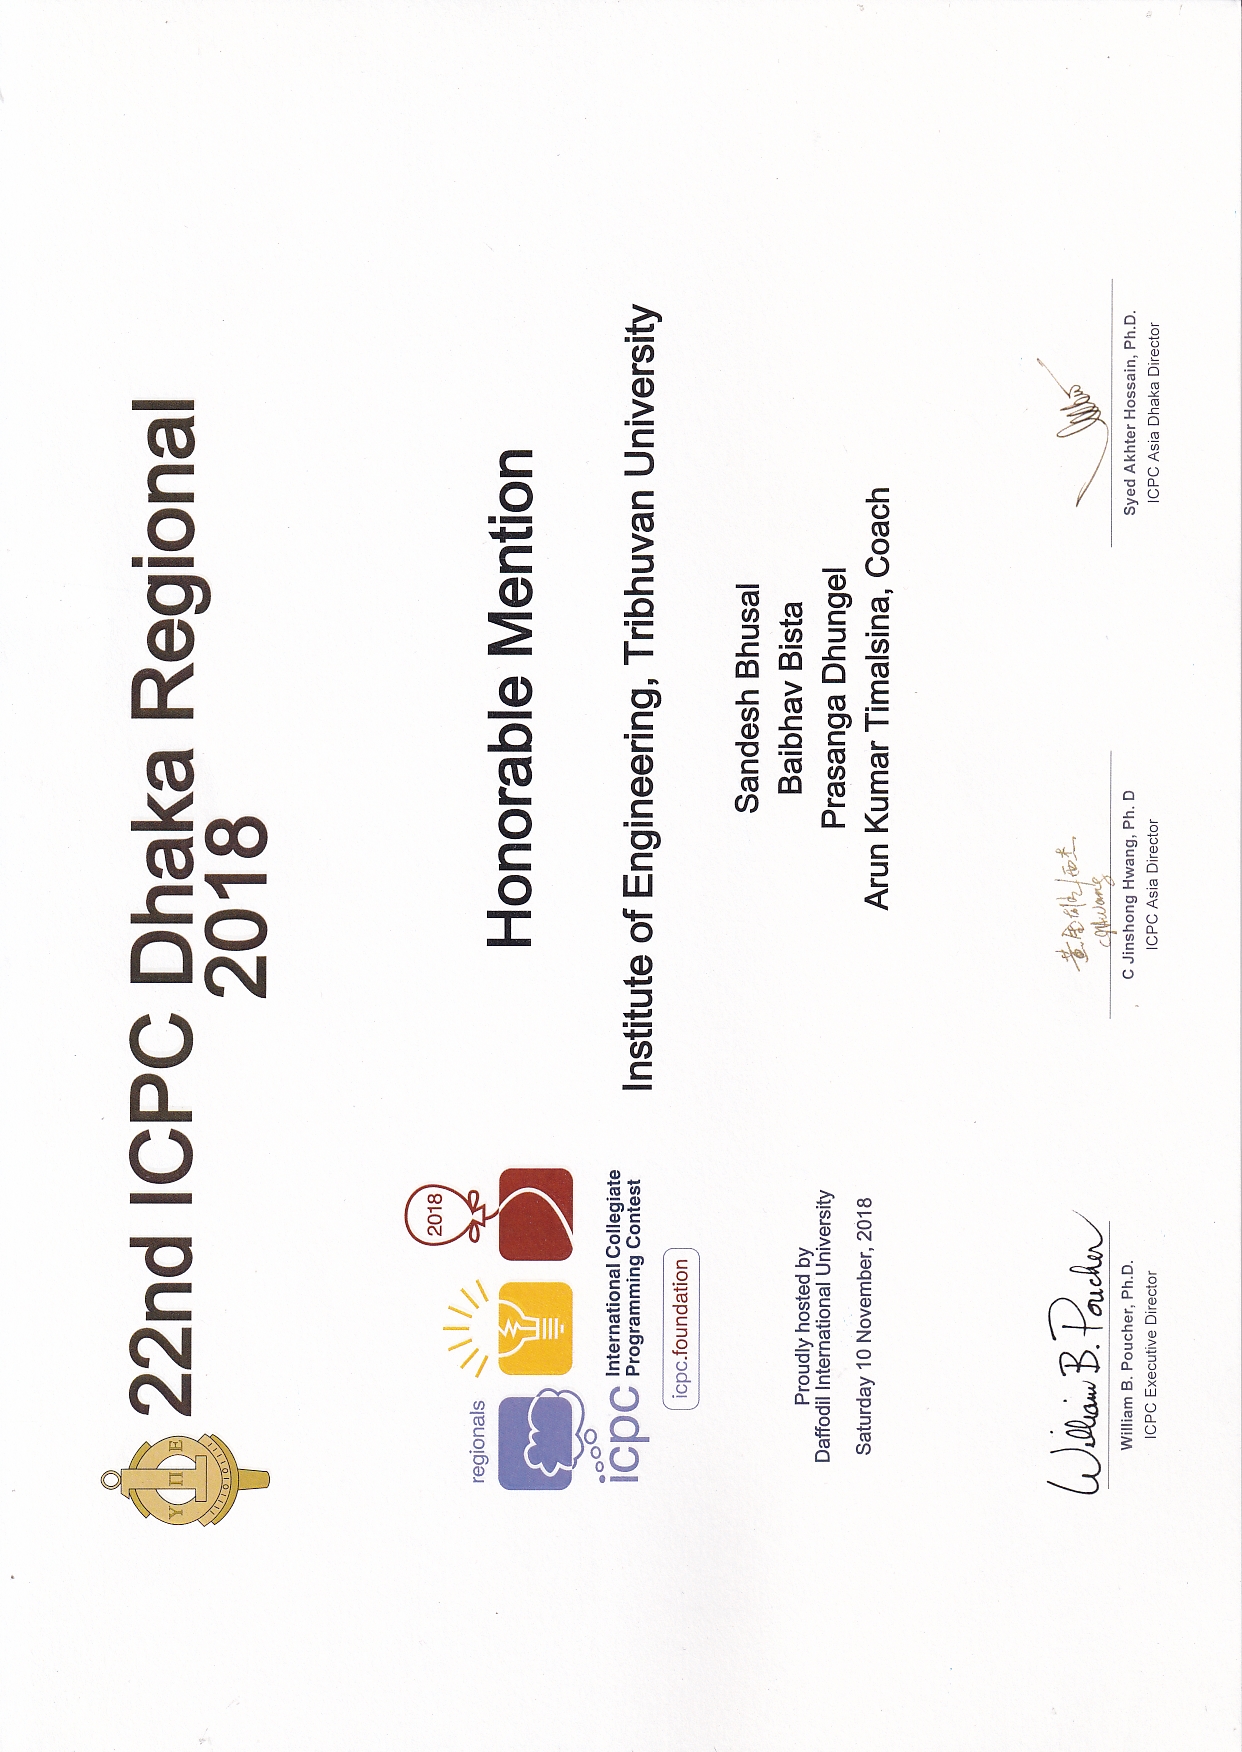 22nd ICPC Dhaka Regional
2018
Υ Π Ε
2018
regionals
icpc International Collegiate
Programming Contest
icpc.foundation
Honorable Mention
Institute of Engineering, Tribhuvan University
Sandesh Bhusal
Baibhav Bista
Prasanga Dhungel
Arun Kumar Timalsina, Coach
Proudly hosted by
Daffodil International University
Saturday 10 November, 2018
William B. Poucher
CJHwang
William B. Poucher, Ph.D.
ICPC Executive Director
C Jinshong Hwang, Ph. D
ICPC Asia Director
Syed Akhter Hossain, Ph.D.
ICPC Asia Dhaka Director